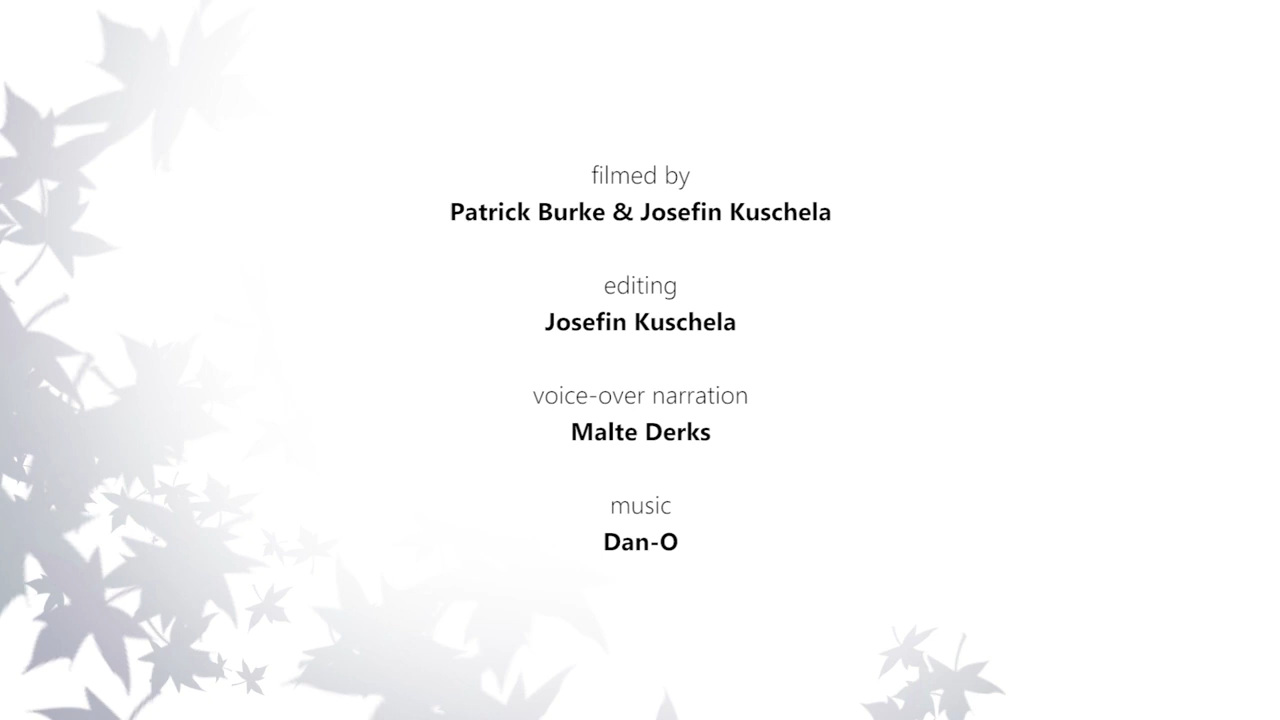 filmed by
Patrick Burke & Josefin Kuschela
editing
Josefin Kuschela
voice-over narration
Malte Derks
music
Dan-O